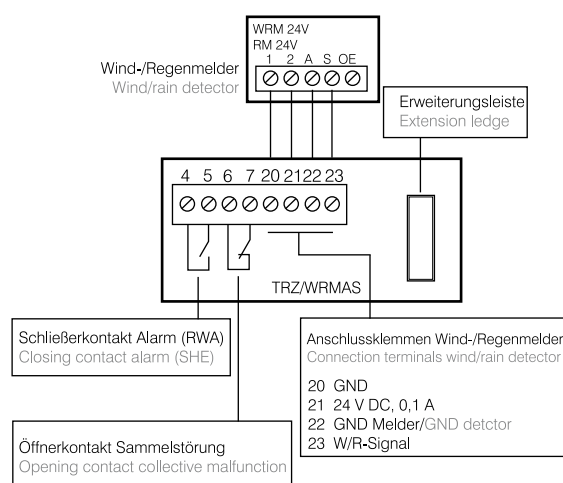 WRM 24V
RM 24V
1 2 A S OE
Wind-/Regenmelder
Wind/rain detector
Erweiterungsleiste
Extension ledge
4 5 6 7 20 21 22 23
TRZ/WRMAS
Schließerkontakt Alarm (RWA)
Closing contact alarm (SHE)
Anschlussklemmen Wind-/Regenmelder
Connection terminals wind/rain detector
20 GND
21 24 V DC, 0,1 A
22 GND Melder/GND detctor
23 W/R-Signal
Öffnerkontakt Sammelstörung
Opening contact collective malfunction